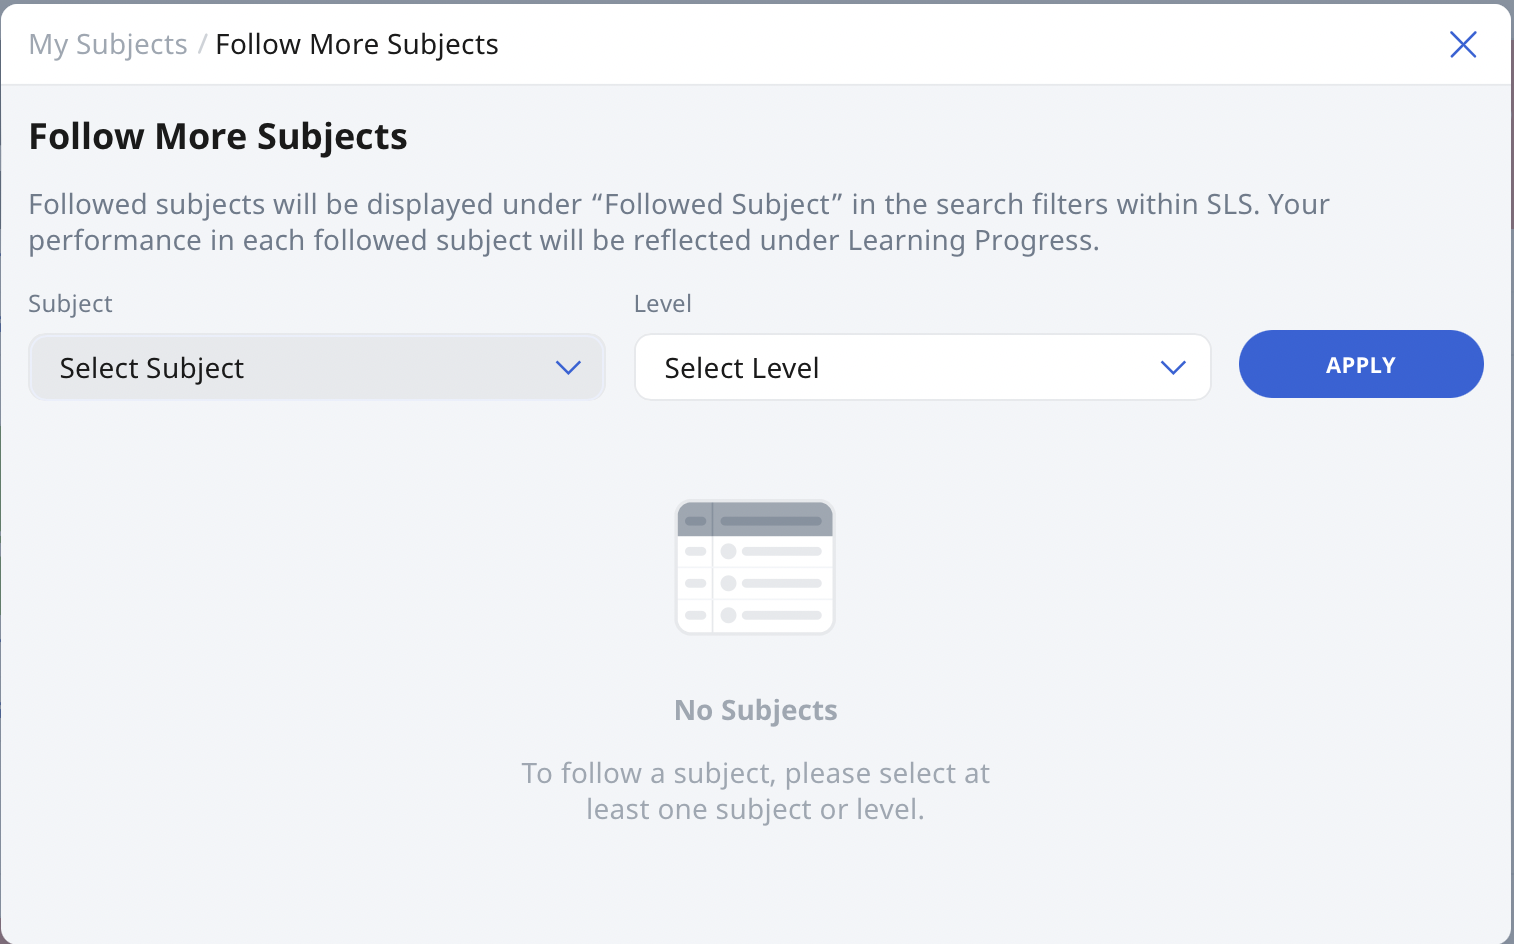 My Subjects / Follow More Subjects
Follow More Subjects
Followed subjects will be displayed under “Followed Subject” in the search filters within SLS. Your
performance in each followed subject will be reflected under Learning Progress.
Subject
Level
Select Subject
Select Level
APPLY
No Subjects
To follow a subject, please select at
least one subject or level.